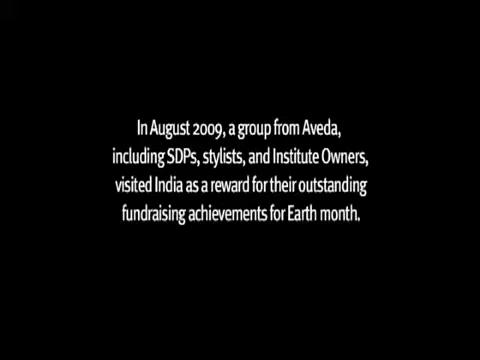 In August 2009, a group from Aveda,
including SDPs, stylists, and Institute Owners,
visited India as a reward for their outstanding
fundraising achievements for Earth month.